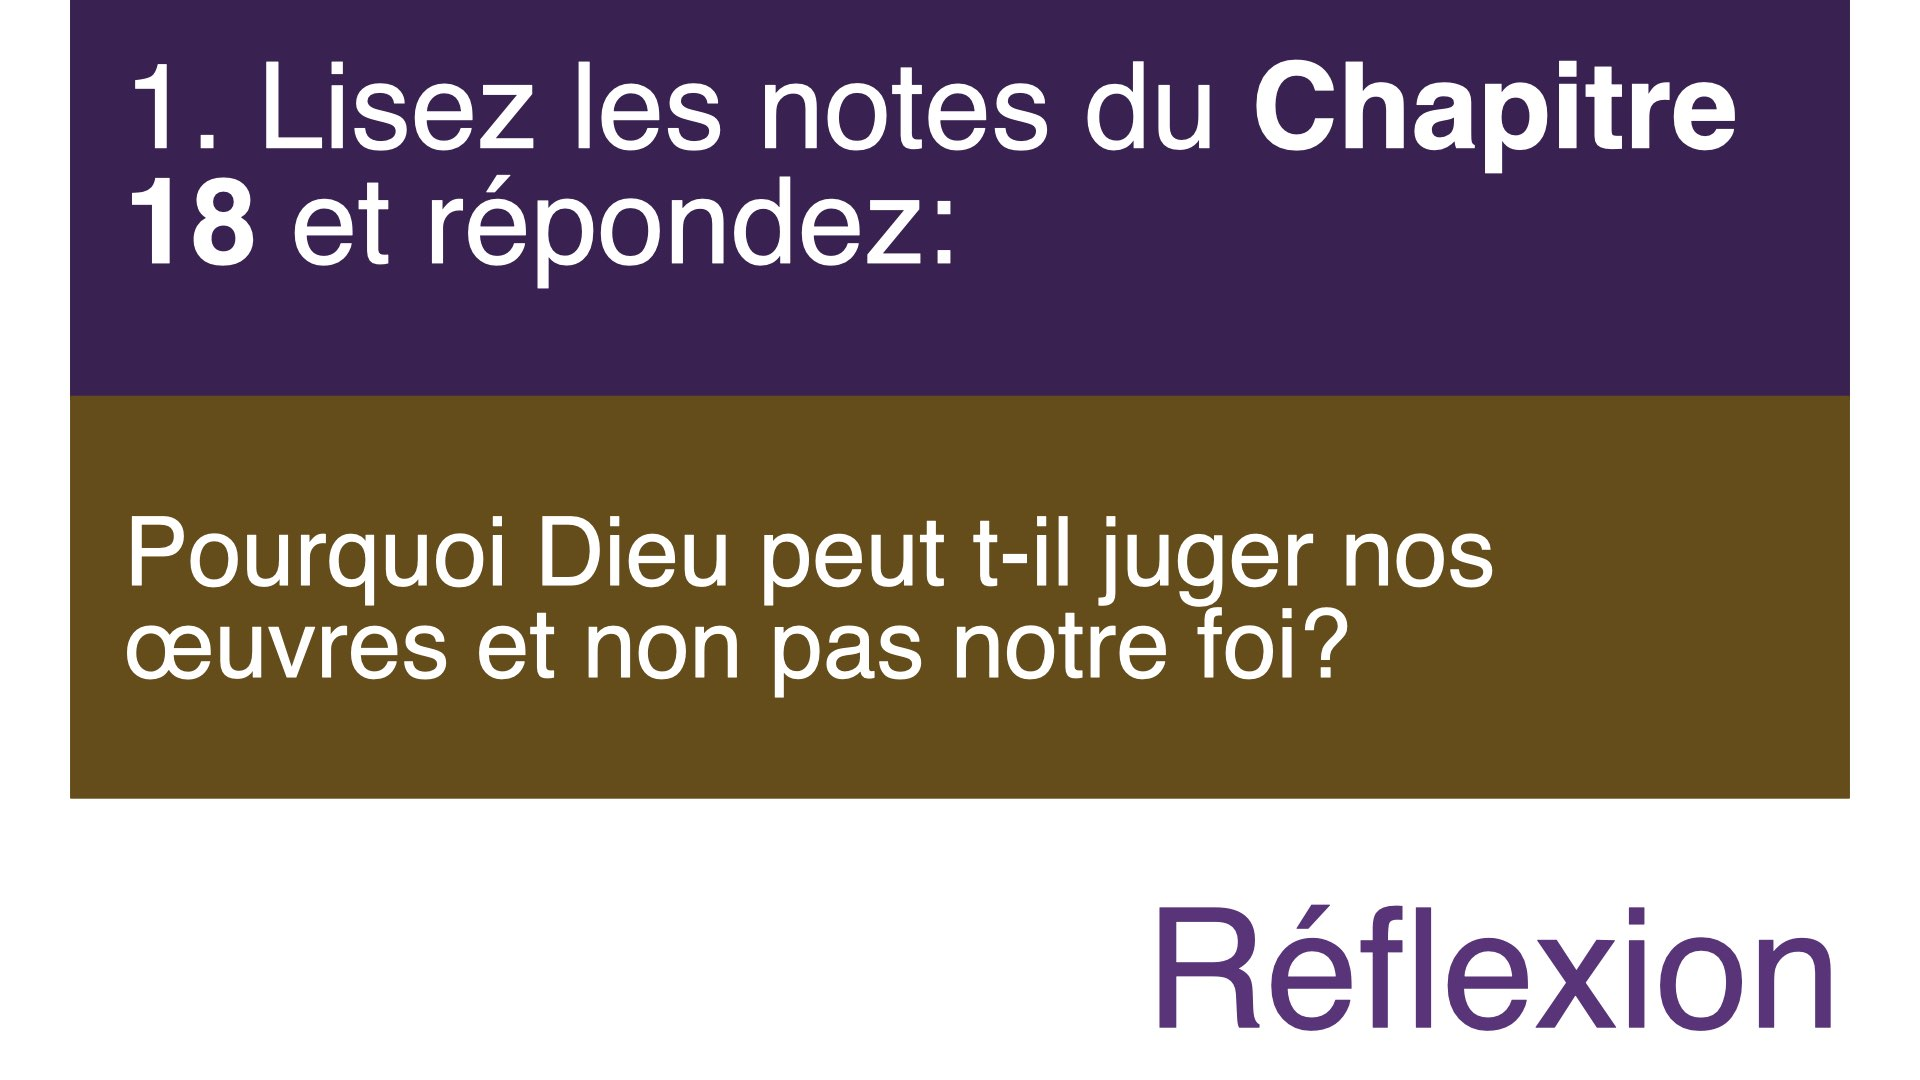 1. Lisez les notes du Chapitre
18 et répondez:
Pourquoi Dieu peut t-il juger nos
œuvres et non pas notre foi?
Réflexion